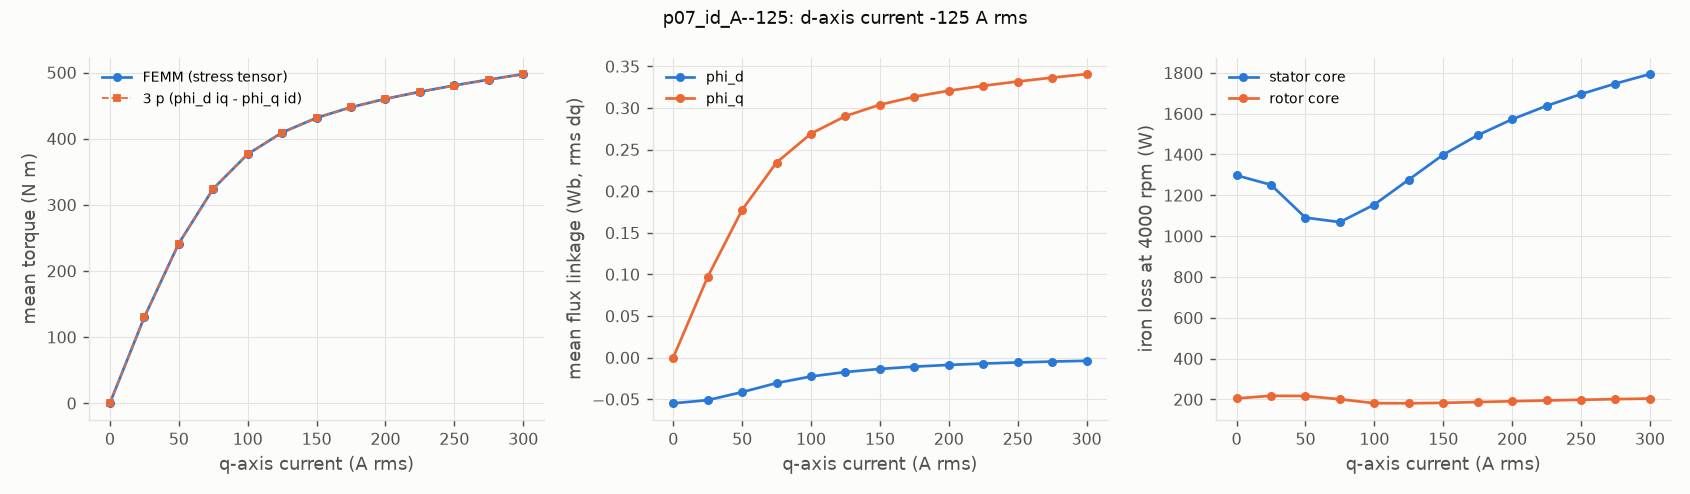 p07_id_A--125: d-axis current -125 A rms
mean torque (N m)
500
400
300
200
100
0
FEMM (stress tensor)
3 p (phi_d iq - phi_q id)
0 50 100 150 200 250 300
q-axis current (A rms)
mean flux linkage (Wb, rms dq)
0.35
0.30
0.25
0.20
0.15
0.10
0.05
0.00
−0.05
phi_d
phi_q
0 50 100 150 200 250 300
q-axis current (A rms)
iron loss at 4000 rpm (W)
1800
1600
1400
1200
1000
800
600
400
200
stator core
rotor core
0 50 100 150 200 250 300
q-axis current (A rms)